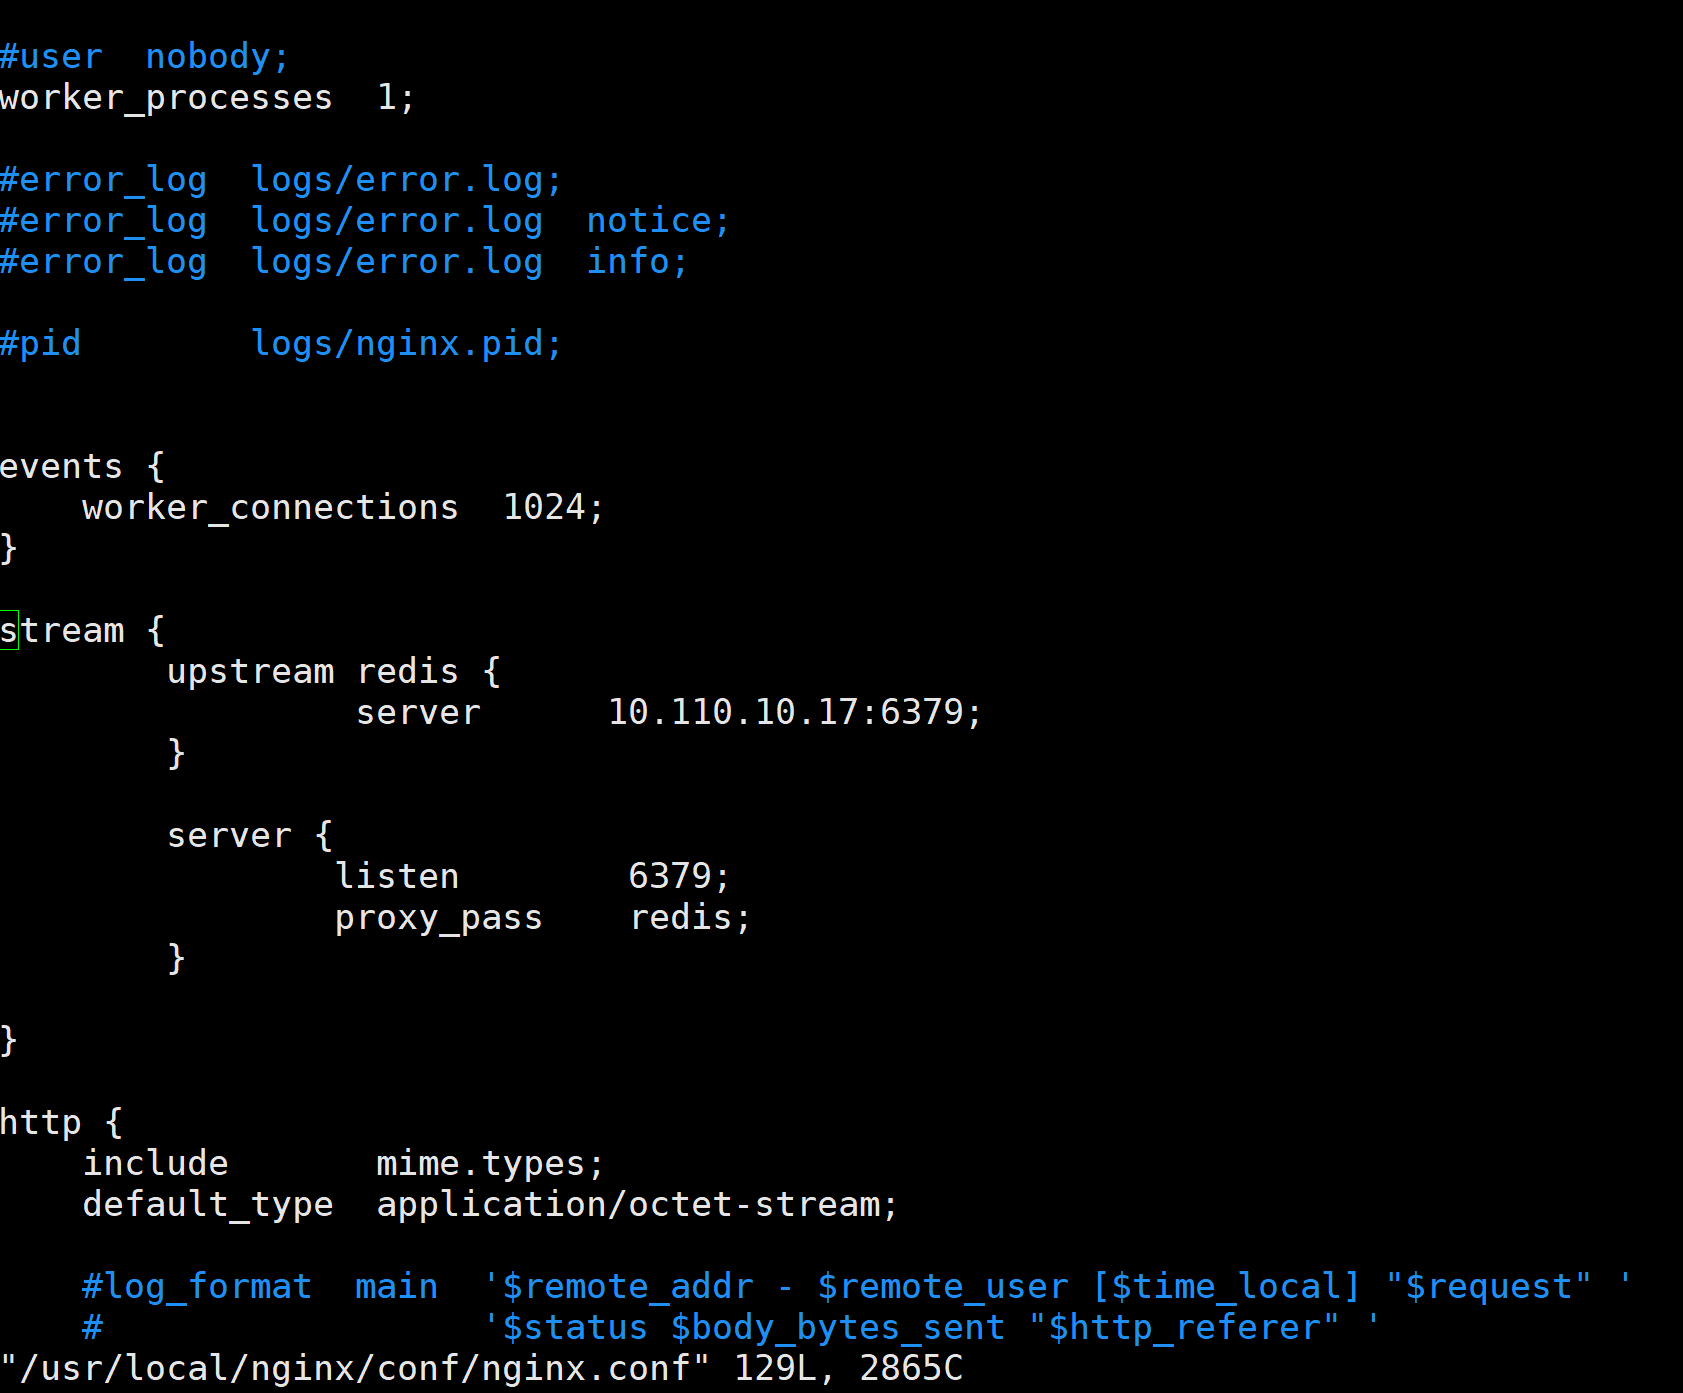 #user  nobody;
worker_processes  1;
#error_log  logs/error.log;
#error_log  logs/error.log  notice;
#error_log  logs/error.log  info;
#pid        logs/nginx.pid;
events {
    worker_connections  1024;
}
stream {
        upstream redis {
                 server      10.110.10.17:6379;
        }
        server {
                listen        6379;
                proxy_pass    redis;
        }
}
http {
    include       mime.types;
    default_type  application/octet-stream;
    #log_format  main  '$remote_addr - $remote_user [$time_local] "$request" '
    #                  '$status $body_bytes_sent "$http_referer" '
"/usr/local/nginx/conf/nginx.conf" 129L, 2865C